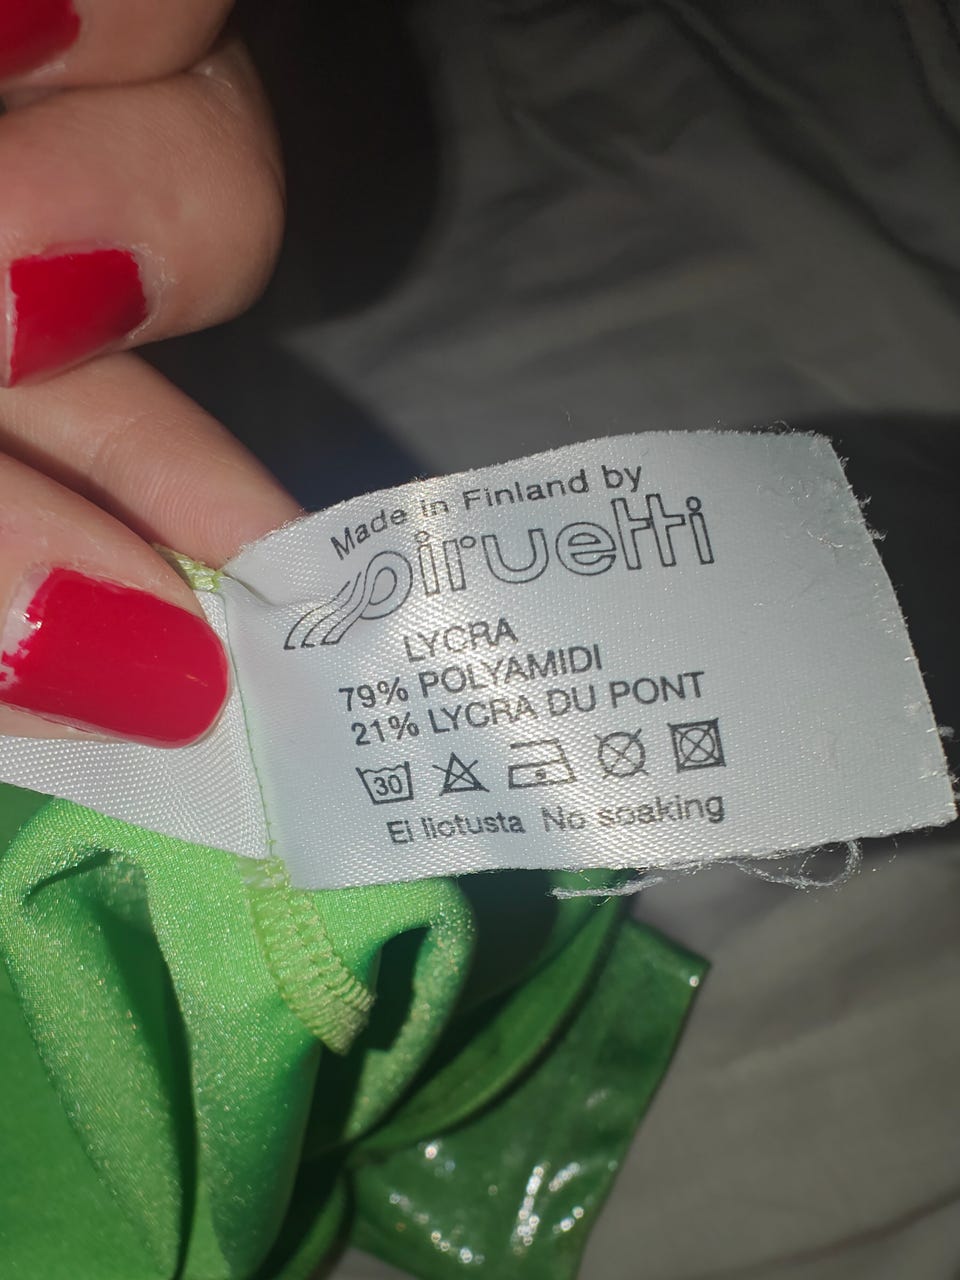 Made in Finland by
piruetti
LYCRA
79% POLYAMIDI
21% LYCRA DU PONT
30
Ei liotusta No soaking